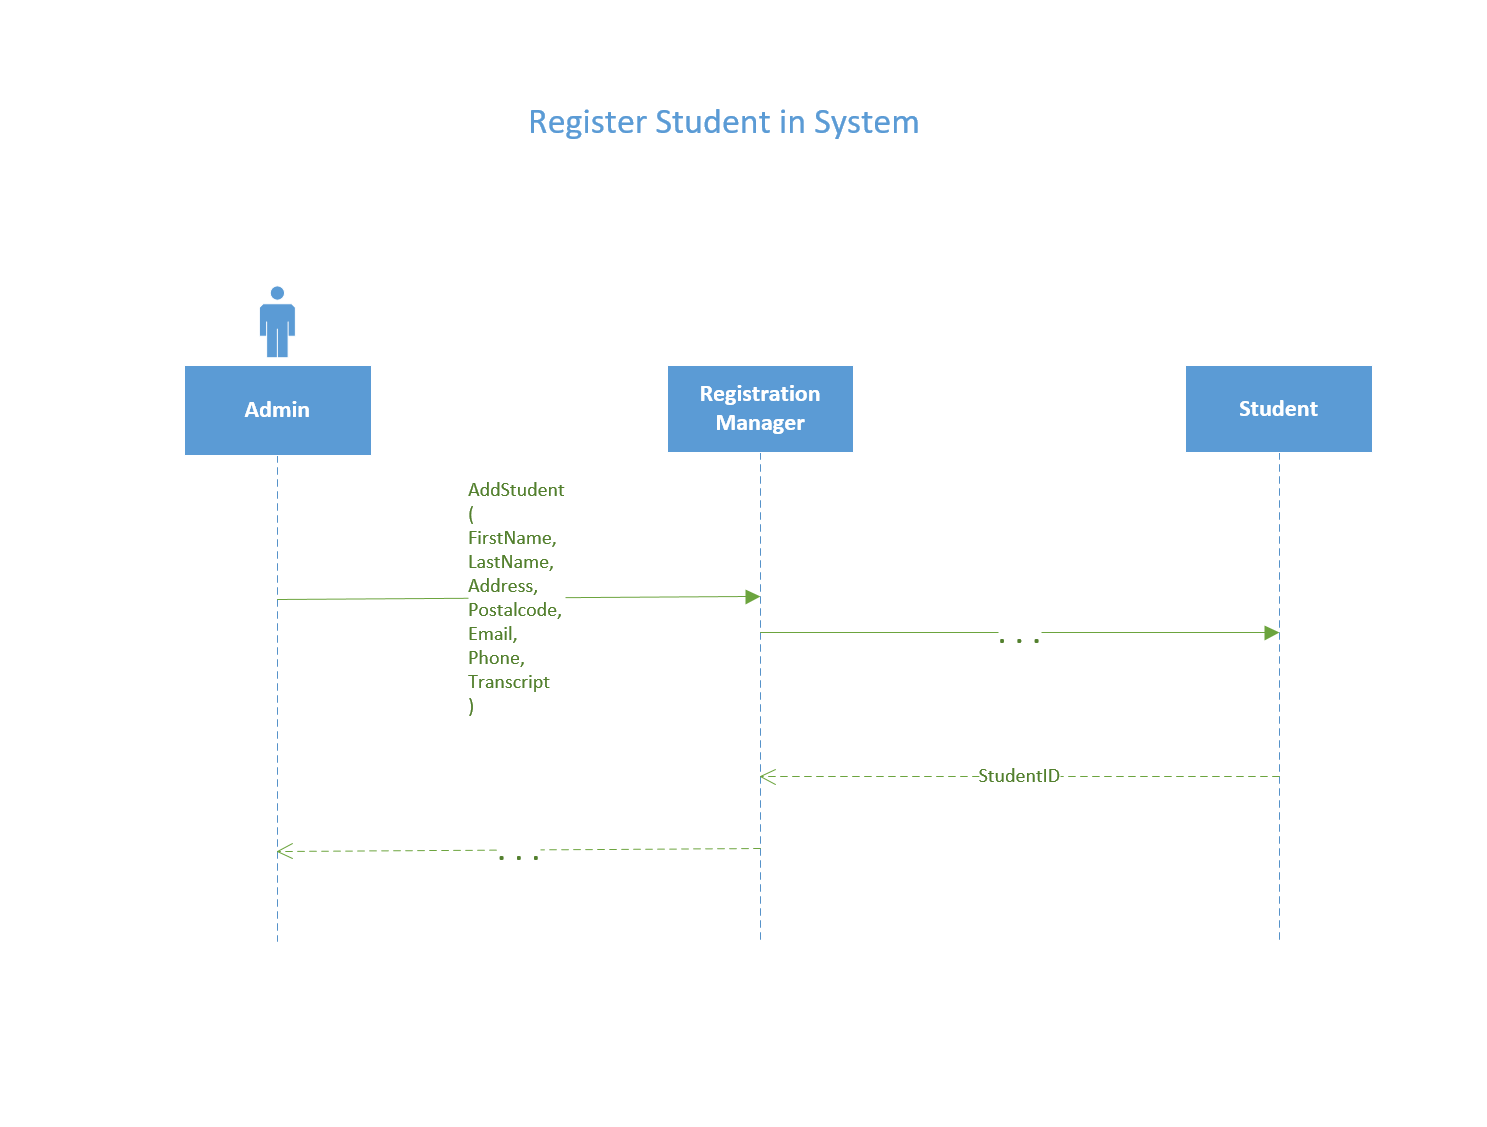 Register Student in System
Admin
Registration
Manager
Student
AddStudent
(
FirstName,
LastName,
Address,
Postalcode,
Email,
Phone,
Transcript
)
. . .
StudentID
. . .